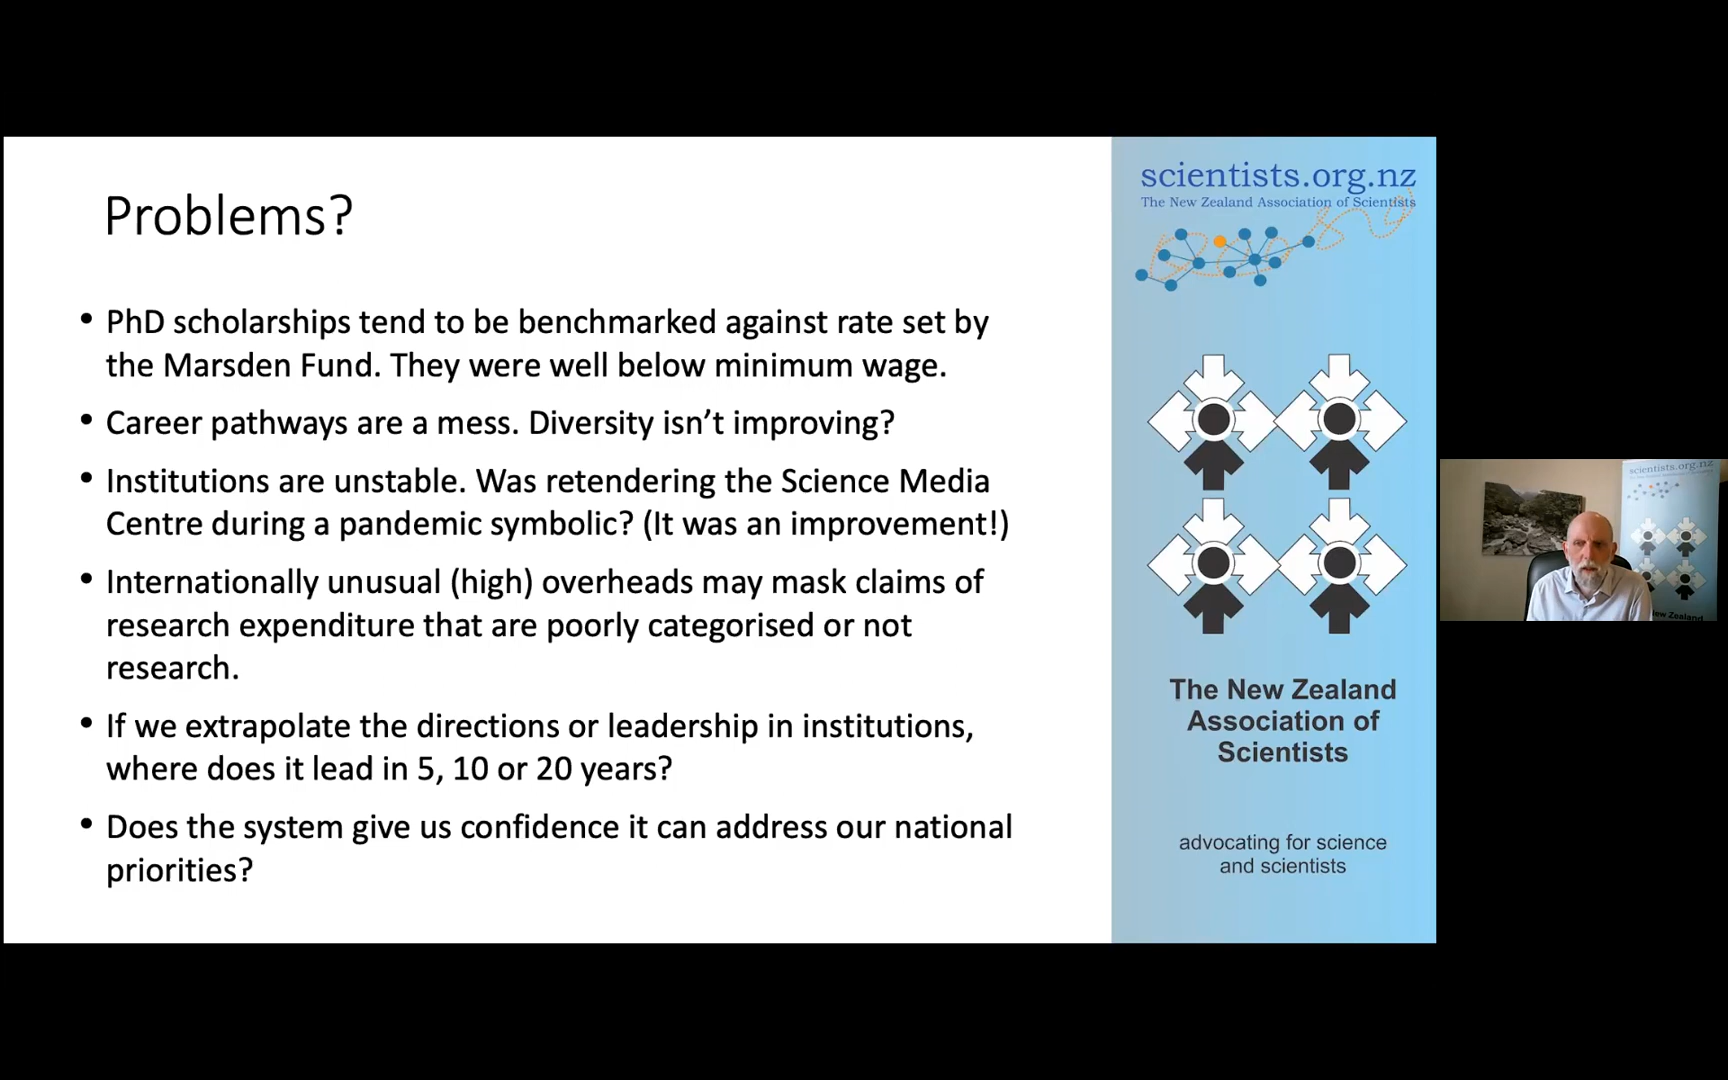 Problems?
• PhD scholarships tend to be benchmarked against rate set by
the Marsden Fund. They were well below minimum wage.
• Career pathways are a mess. Diversity isn’t improving?
• Institutions are unstable. Was retendering the Science Media
Centre during a pandemic symbolic? (It was an improvement!)
• Internationally unusual (high) overheads may mask claims of
research expenditure that are poorly categorised or not
research.
• If we extrapolate the directions or leadership in institutions,
where does it lead in 5, 10 or 20 years?
• Does the system give us confidence it can address our national
priorities?
scientists.org.nz
The New Zealand Association of Scientists
The New Zealand
Association of
Scientists
advocating for science
and scientists
scientists.org.nz
New Zealand